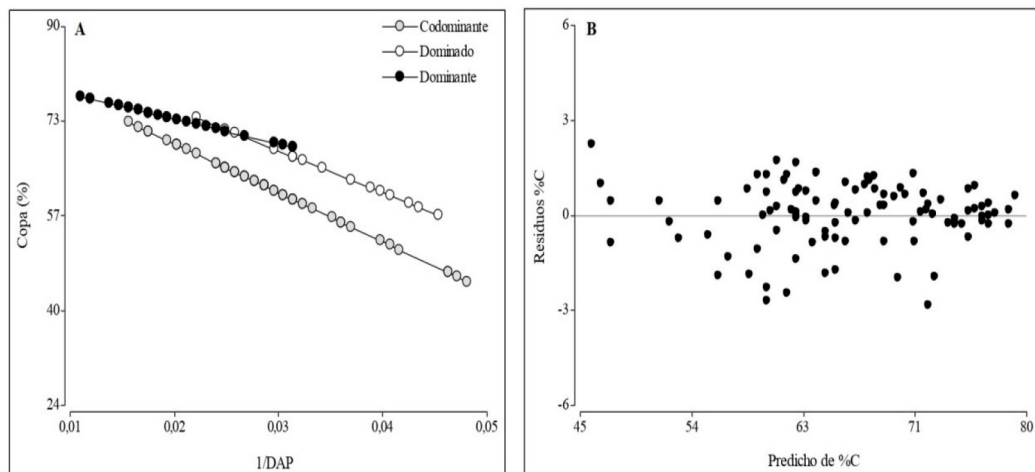 A
Codominante
Dominado
Dominante
Copa (%)
90
73
57
40
24
0,01
0,02
0,03
0,04
0,05
1/DAP
B
Residuos %C
6
3
0
-3
-6
45
54
63
71
80
Predicho de %C